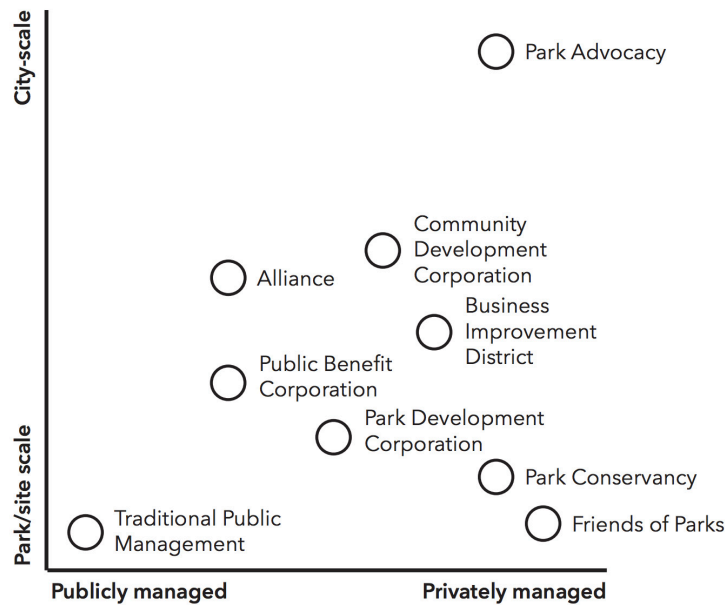 City-scale
Park Advocacy
Community
Development
Corporation
Alliance
Business
Improvement
District
Public Benefit
Corporation
Park Development
Corporation
Park Conservancy
Park/site scale
Traditional Public
Management
Friends of Parks
Publicly managed
Privately managed